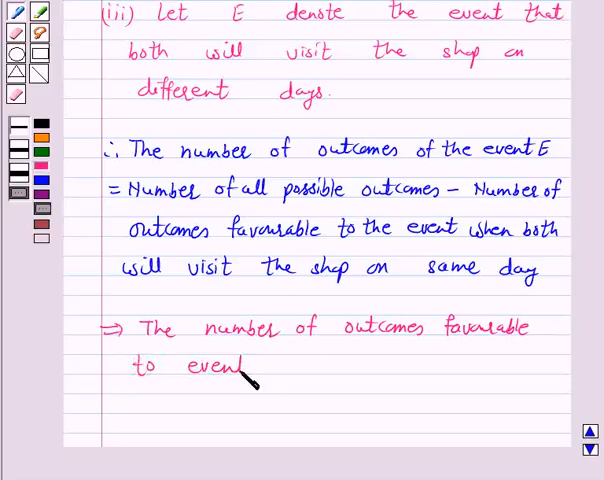 (iii) Let E denote the event that
both will visit the shop on
different days.
∴ The number of outcomes of the event E
= Number of all possible outcomes - Number of
outcomes favourable to the event when both
will visit the shop on same day
⇒ The number of outcomes favourable
to event